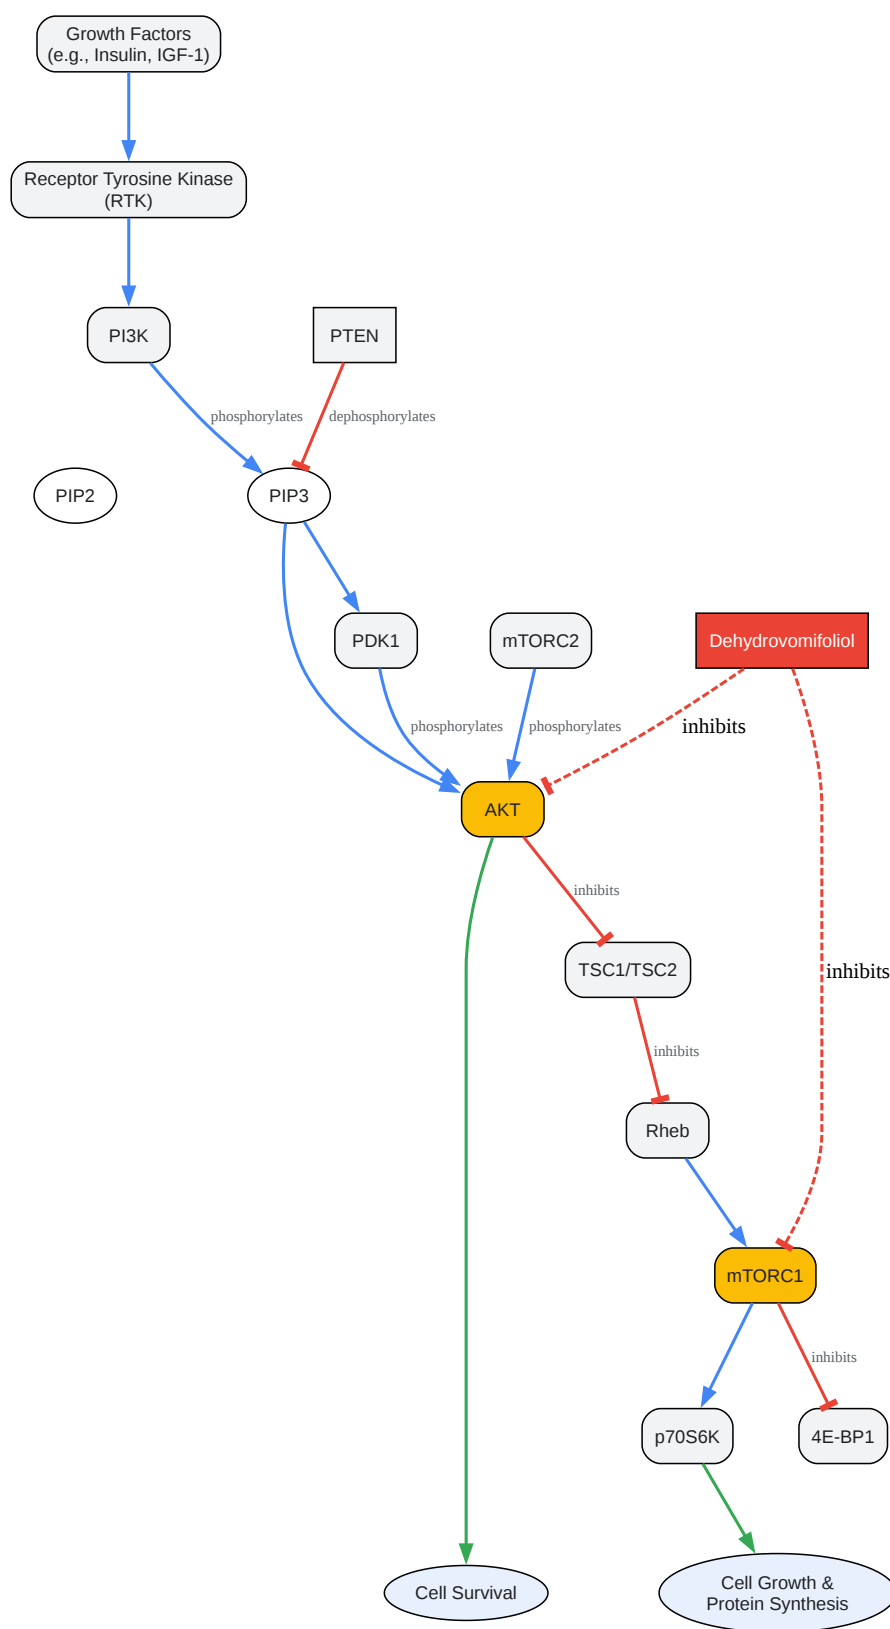 Growth Factors
(e.g., Insulin, IGF-1)
Receptor Tyrosine Kinase
(RTK)
PI3K
PTEN
phosphorylates
dephosphorylates
PIP2
PIP3
PDK1
mTORC2
Dehydrovomifoliol
phosphorylates
phosphorylates
inhibits
AKT
inhibits
TSC1/TSC2
inhibits
inhibits
Rheb
mTORC1
inhibits
p70S6K
4E-BP1
Cell Survival
Cell Growth &
Protein Synthesis